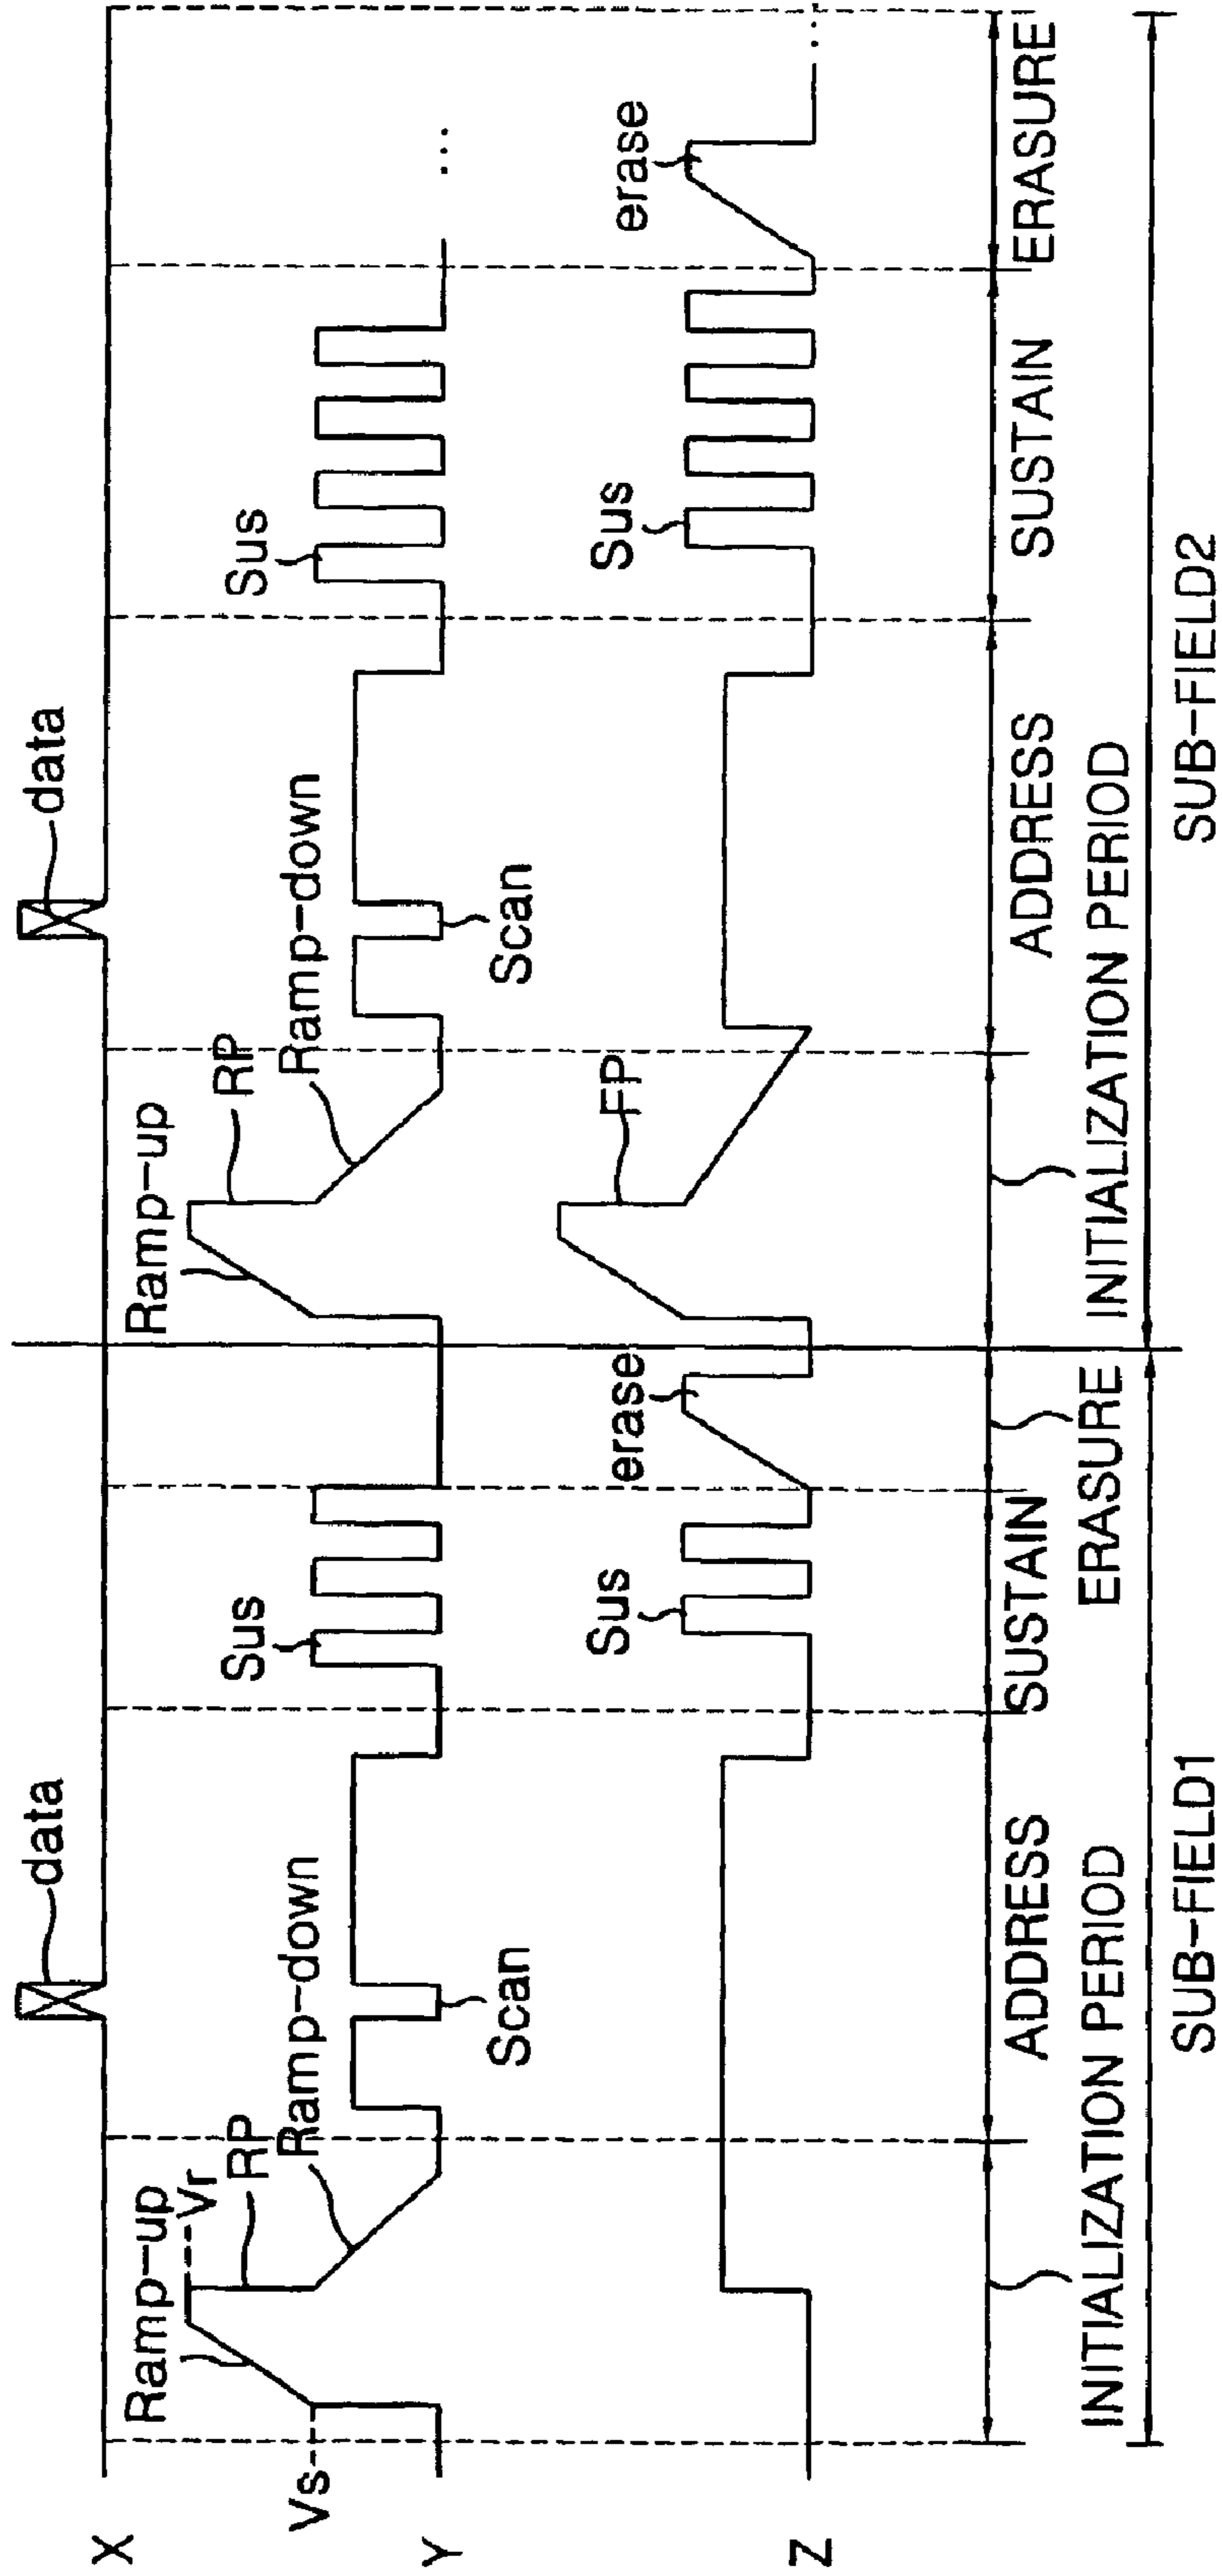 X
data
data
Ramp-up
Vr
RP
Ramp-down
Vs
Sus
Ramp-up
RP
Ramp-down
Sus
...
Y
Scan
Scan
Sus
erase
FP
Sus
erase
...
Z
ADDRESS
SUSTAIN
ADDRESS
SUSTAIN
ERASURE
INITIALIZATION PERIOD
ERASURE
INITIALIZATION PERIOD
SUB-FIELD1
SUB-FIELD2